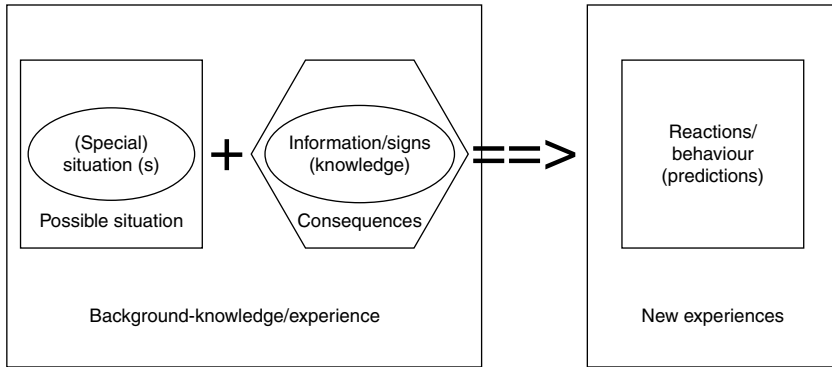 (Special)
situation (s)
Possible situation
+
Information/signs
(knowledge)
Consequences
==>
Reactions/
behaviour
(predictions)
Background-knowledge/experience
New experiences